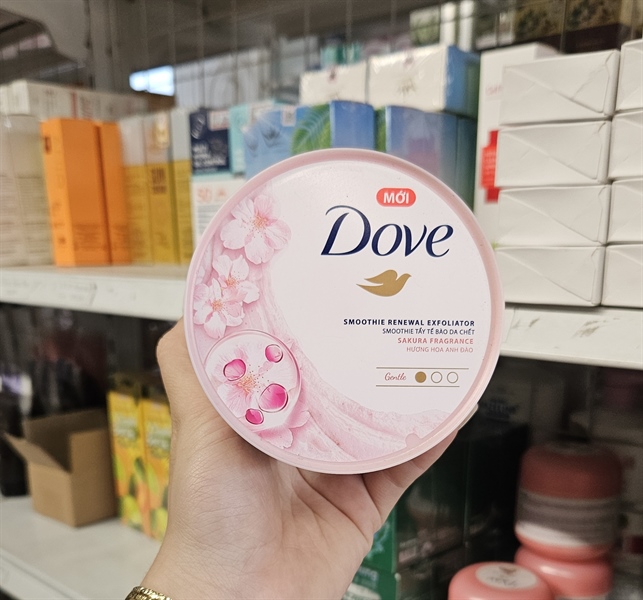 MỚI
Dove
SMOOTHIE RENEWAL EXFOLIATOR
SMOOTHIE TẨY TẾ BÀO DA CHẾT
SAKURA FRAGRANCE
HƯƠNG HOA ANH ĐÀO
Gentle